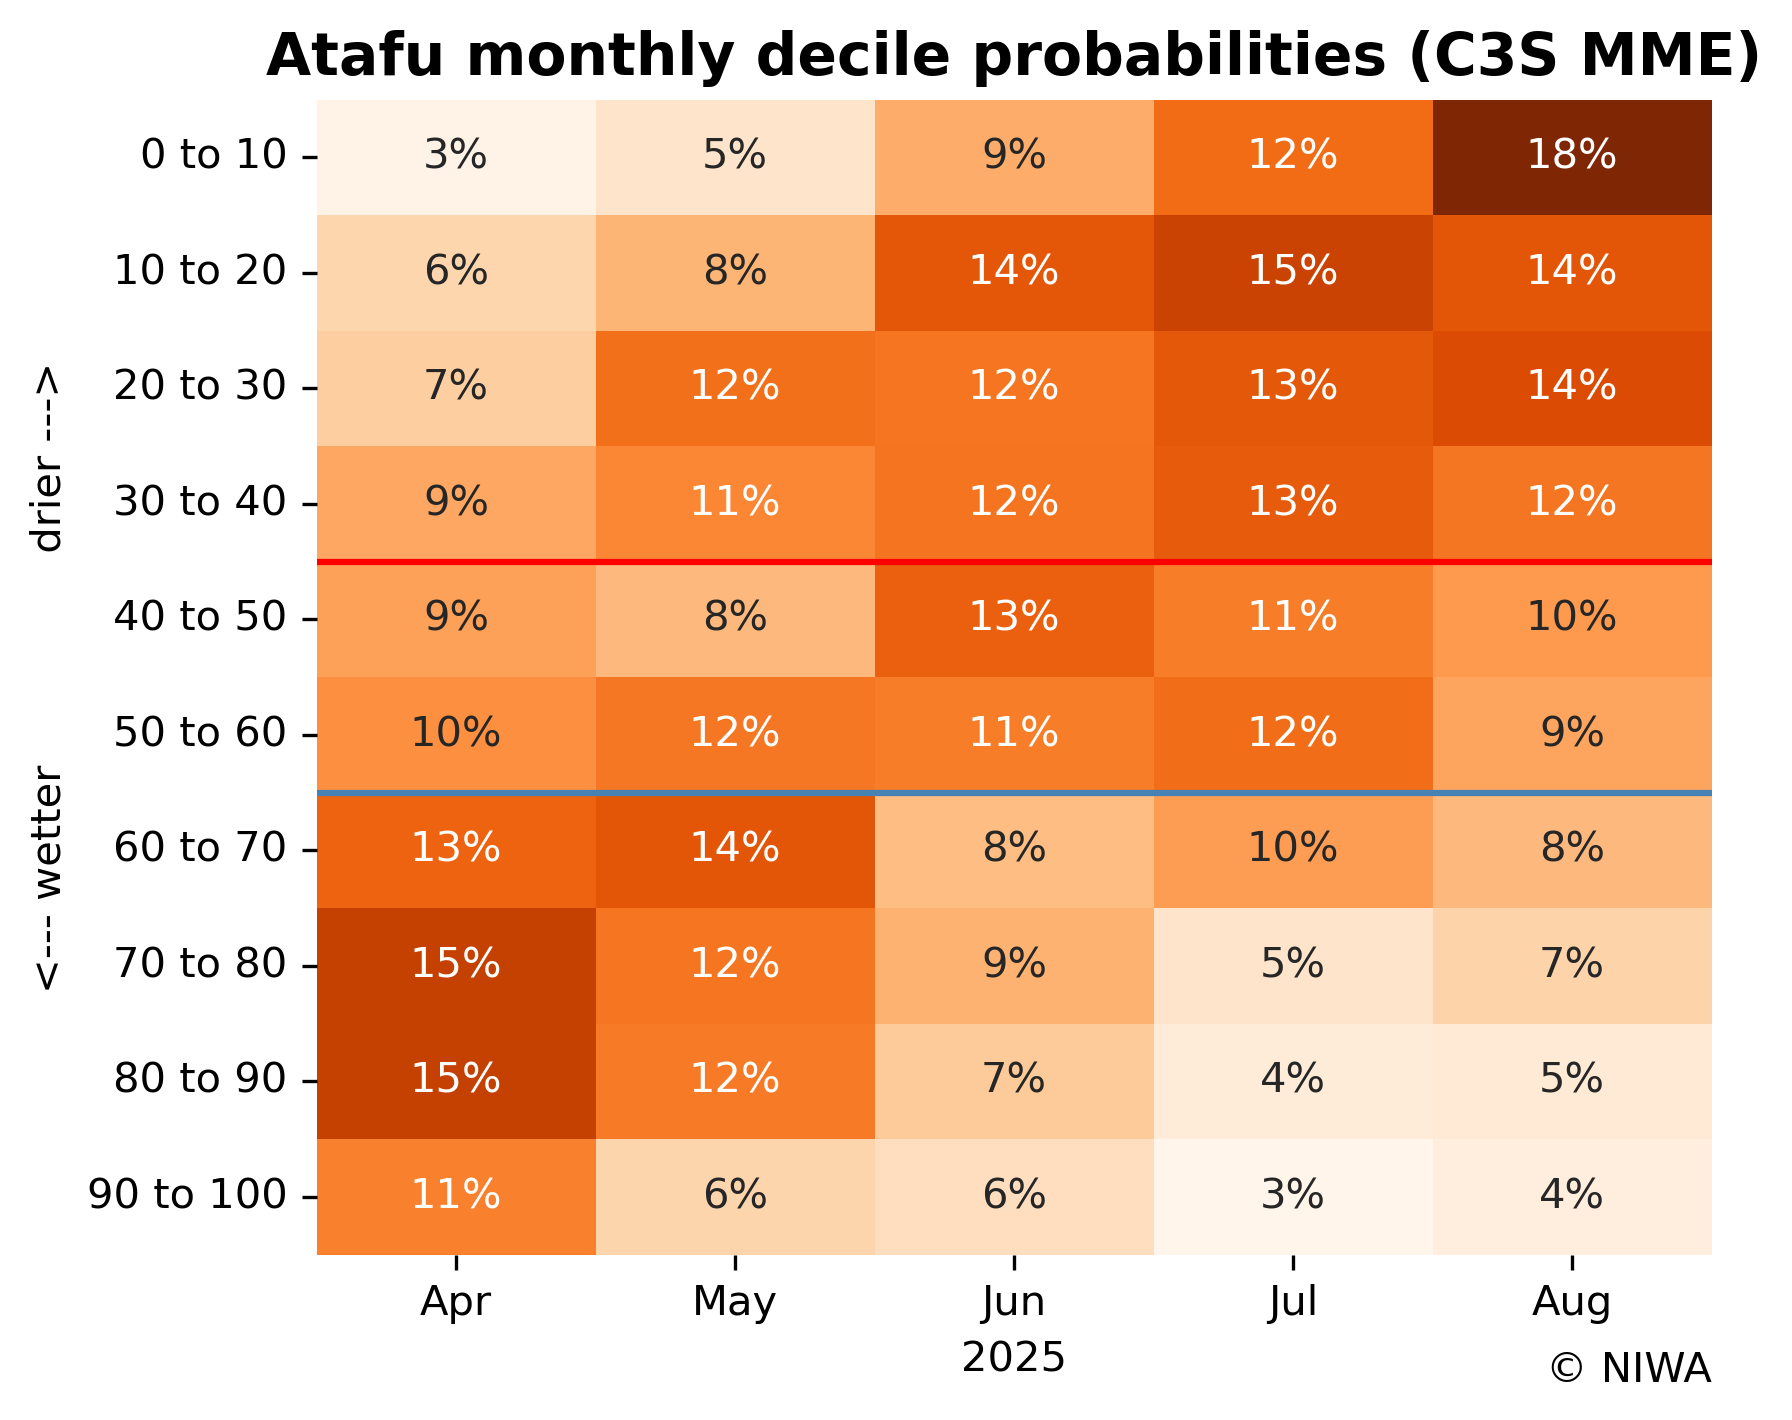 Atafu monthly decile probabilities (C3S MME)
0 to 10 3% 5% 9% 12% 18%
10 to 20 6% 8% 14% 15% 14%
20 to 30 7% 12% 12% 13% 14%
30 to 40 9% 11% 12% 13% 12%
40 to 50 9% 8% 13% 11% 10%
50 to 60 10% 12% 11% 12% 9%
60 to 70 13% 14% 8% 10% 8%
70 to 80 15% 12% 9% 5% 7%
80 to 90 15% 12% 7% 4% 5%
90 to 100 11% 6% 6% 3% 4%
<--- wetter
drier --->
Apr May Jun Jul Aug
2025
© NIWA